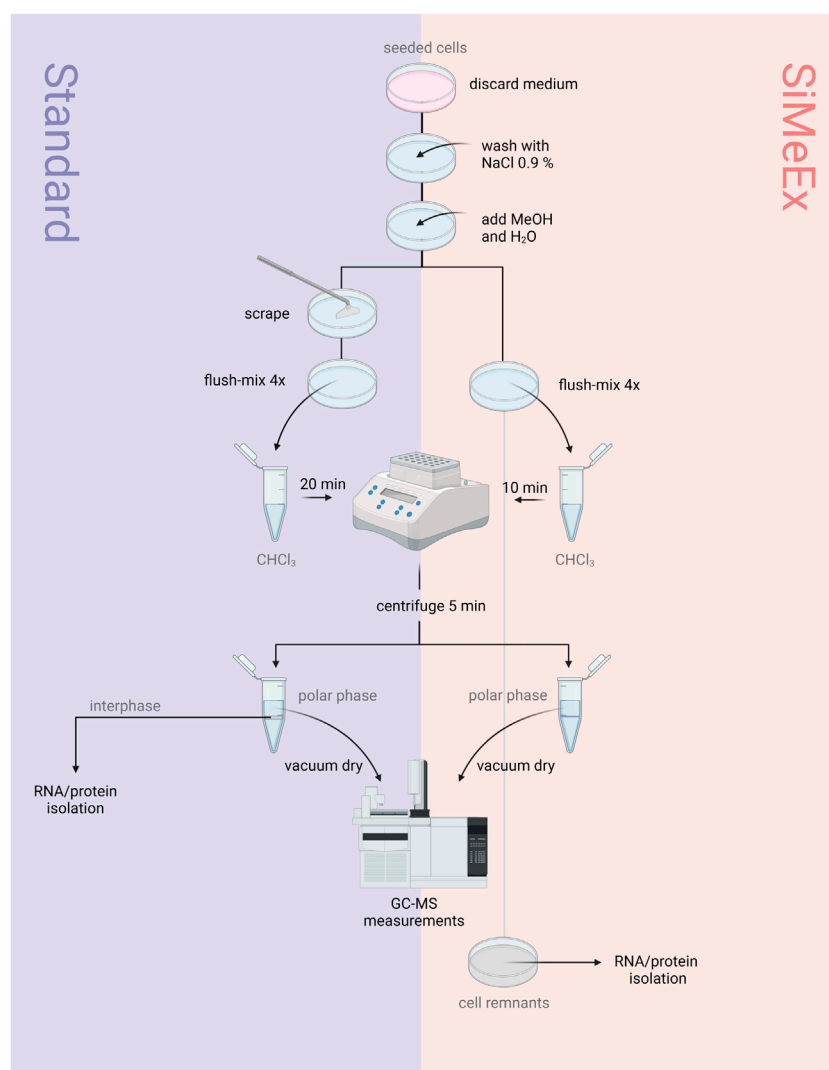 Standard
SiMeEx
seeded cells
discard medium
wash with
NaCl 0.9 %
add MeOH
and H₂O
scrape
flush-mix 4x
flush-mix 4x
20 min
10 min
CHCl₃
CHCl₃
centrifuge 5 min
interphase
polar phase
polar phase
vacuum dry
vacuum dry
RNA/protein
isolation
GC-MS
measurements
RNA/protein
isolation
cell remnants